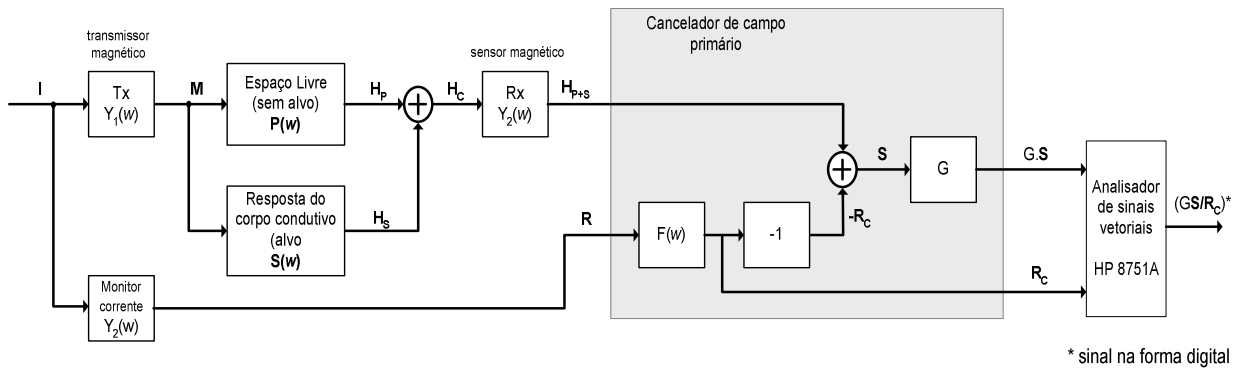 Cancelador de campo
primário
transmissor
magnético
sensor magnético
I
Tx
Y1(w)
M
Espaço Livre
(sem alvo)
P(w)
HP
HC
Rx
Y2(w)
HP+S
S
G
G.S
Resposta do
corpo condutivo
(alvo
S(w)
HS
R
F(w)
-1
-RC
RC
Analisador
de sinais
vetoriais
HP 8751A
(GS/RC)*
Monitor
corrente
Y2(w)
* sinal na forma digital